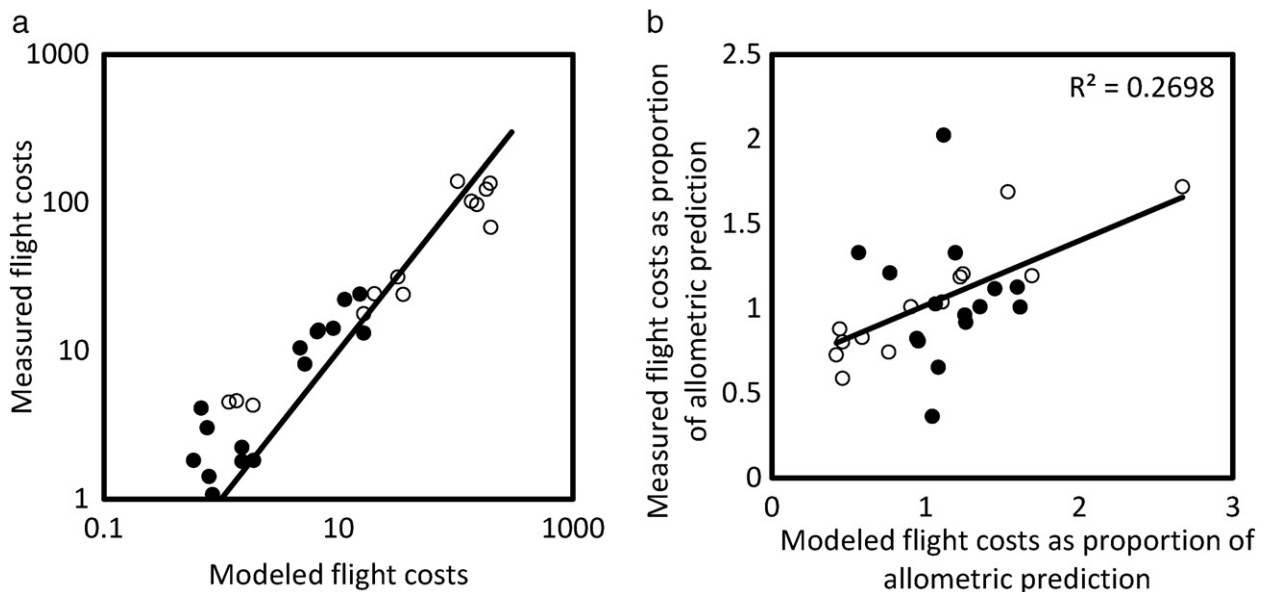 a
1000
100
10
1
Measured flight costs
0.1
10
1000
Modeled flight costs
b
2.5
2
1.5
1
0.5
0
Measured flight costs as proportion
of allometric prediction
R² = 0.2698
0
1
2
3
Modeled flight costs as proportion of
allometric prediction